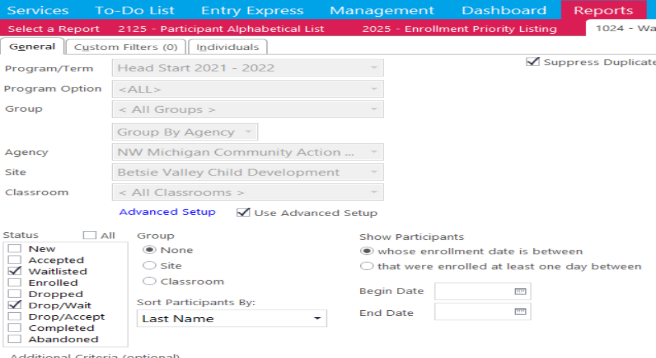 Services To-Do List Entry Express Management Dashboard Reports
Select a Report 2125 - Participant Alphabetical List 2025 - Enrollment Priority Listing 1024 - Wa
General Custom Filters (0) Individuals
Program/Term Head Start 2021 - 2022 Suppress Duplicate
Program Option <ALL>
Group < All Groups >
Group By Agency
Agency NW Michigan Community Action ...
Site Betsie Valley Child Development
Classroom < All Classrooms >
Advanced Setup Use Advanced Setup
Status All
New
Accepted
Waitlisted
Enrolled
Dropped
Drop/Wait
Drop/Accept
Completed
Abandoned
Group
None
Site
Classroom
Sort Participants By:
Last Name
Show Participants
whose enrollment date is between
that were enrolled at least one day between
Begin Date
End Date
Additional Criteria (optional)